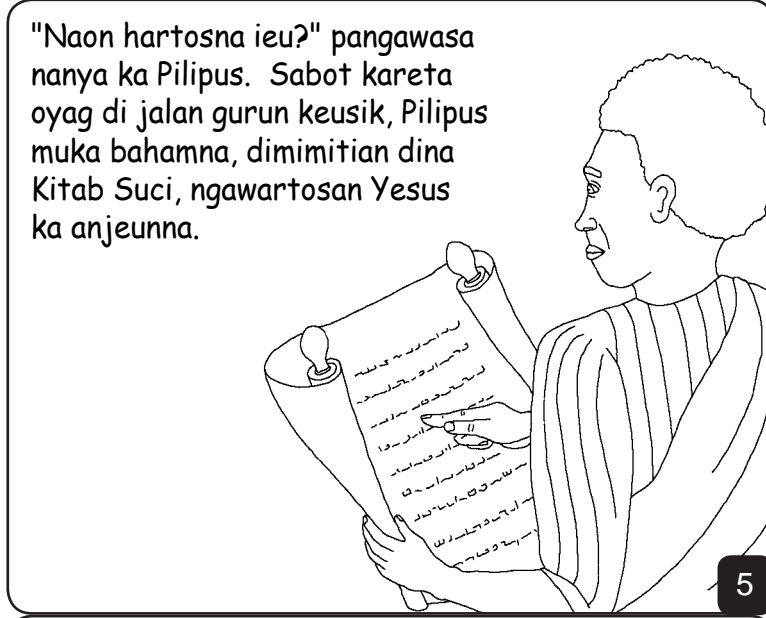 "Naon hartosna ieu?" pangawasa
nanya ka Pilipus.  Sabot kareta
oyag di jalan gurun keusik, Pilipus
muka bahamna, dimimitian dina
Kitab Suci, ngawartosan Yesus
ka anjeunna.
5